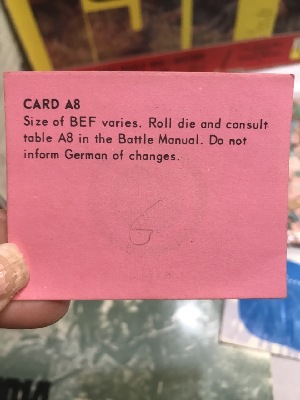 CARD A8
Size of BEF varies. Roll die and consult
table A8 in the Battle Manual. Do not
inform German of changes.
6